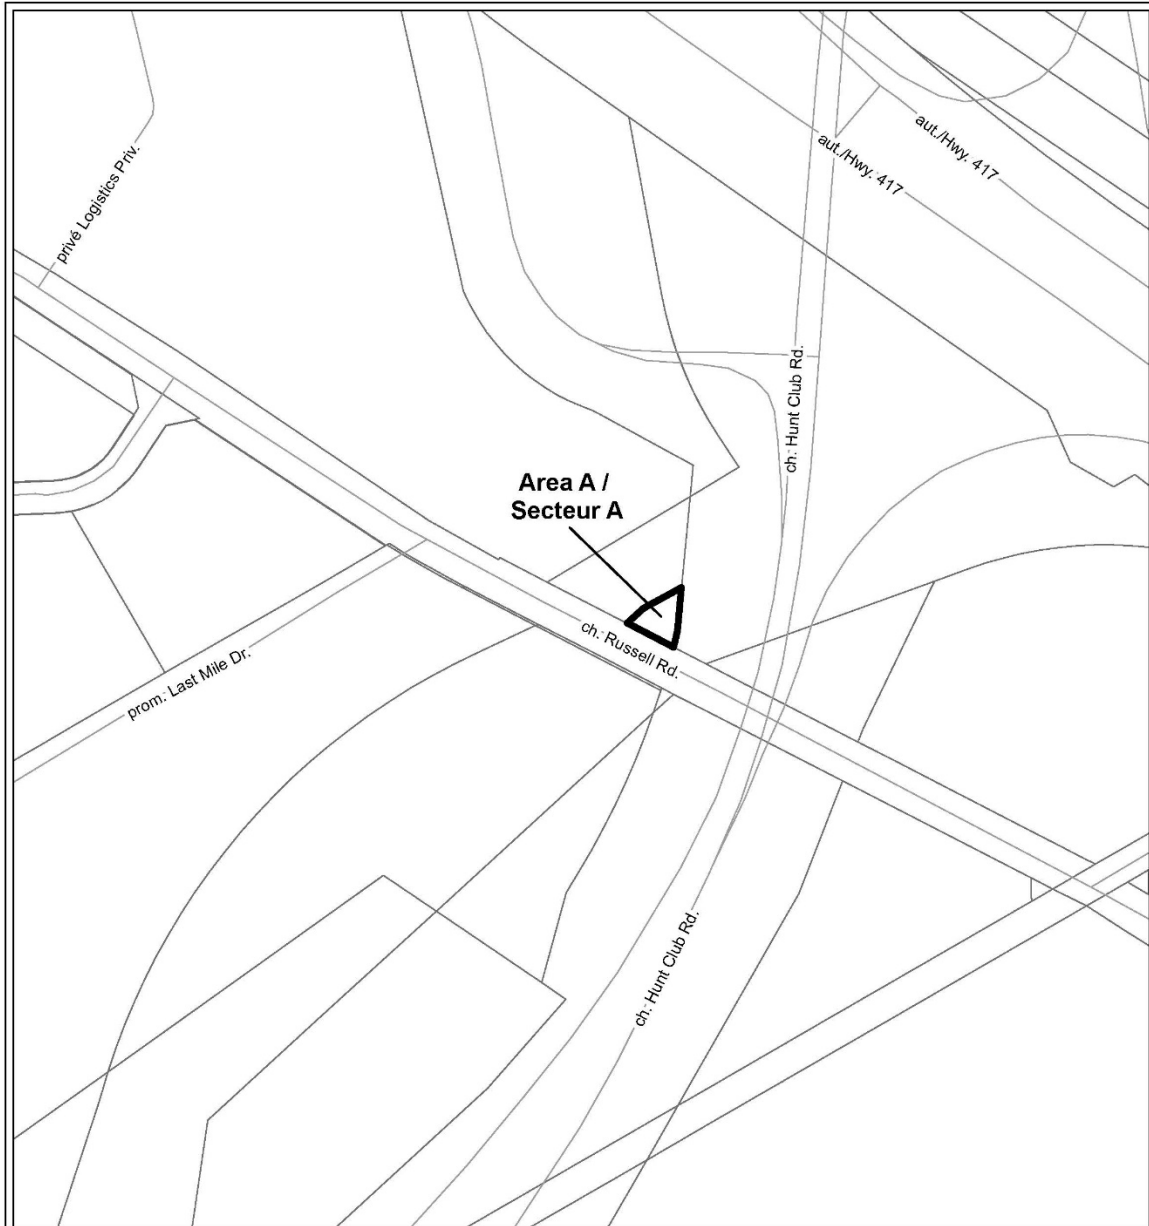 aut./Hwy. 417
aut./Hwy. 417
privé Logistics Priv.
ch. Hunt Club Rd.
Area A /
Secteur A
ch. Russell Rd.
prom. Last Mile Dr.
ch. Hunt Club Rd.